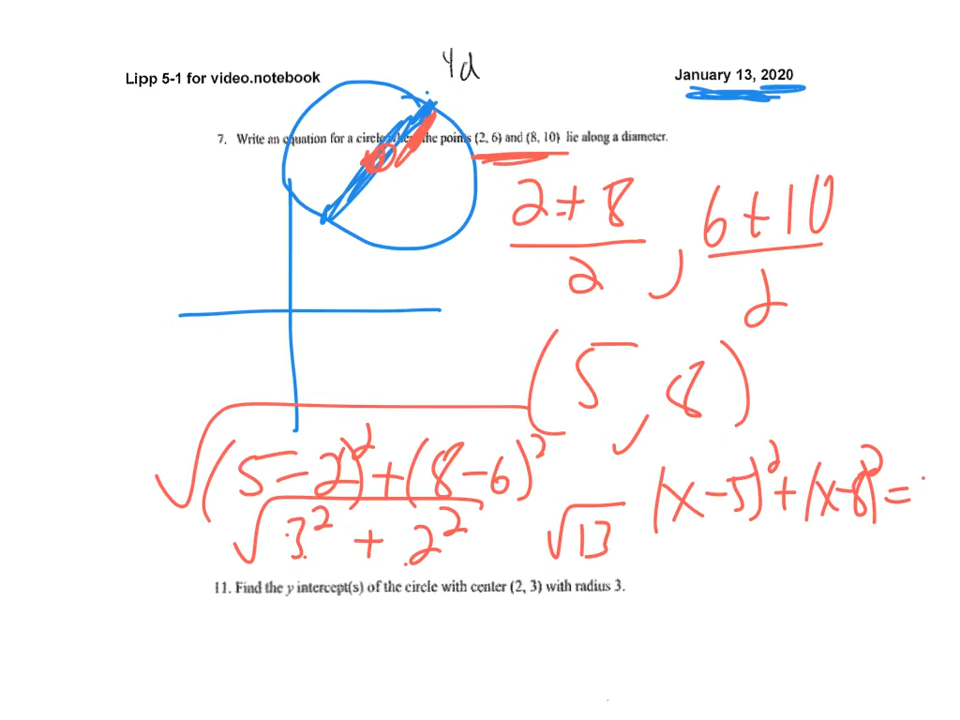 Lipp 5-1 for video.notebook
Yd
January 13, 2020
7. Write an equation for a circle the points (2, 6) and (8, 10) lie along a diameter.
2+8 / 2 , 6+10 / 2
(5, 8)
√(5-2)² + (8-6)²
√3² + 2² √13 (x-5)² + (x-8)² =
11. Find the y intercept(s) of the circle with center (2, 3) with radius 3.